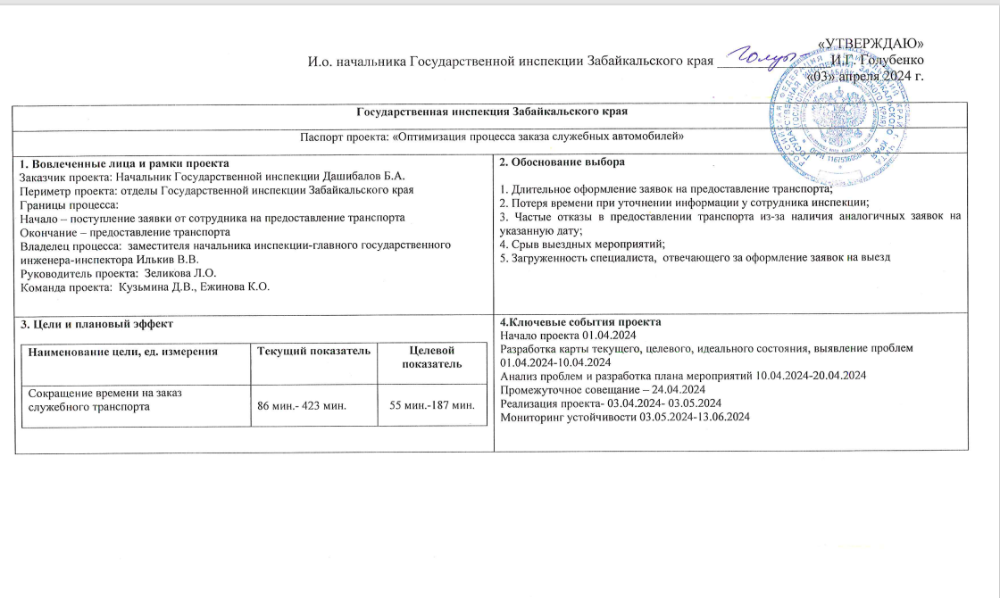 «УТВЕРЖДАЮ»
И.о. начальника Государственной инспекции Забайкальского края И.Г. Голубенко
«03» апреля 2024 г.
Государственная инспекция Забайкальского края
Паспорт проекта: «Оптимизация процесса заказа служебных автомобилей»
1. Вовлеченные лица и рамки проекта
Заказчик проекта: Начальник Государственной инспекции Дашибалов Б.А.
Периметр проекта: отделы Государственной инспекции Забайкальского края
Границы процесса:
Начало – поступление заявки от сотрудника на предоставление транспорта
Окончание – предоставление транспорта
Владелец процесса: заместителя начальника инспекции-главного государственного
инженера-инспектора Илькив В.В.
Руководитель проекта: Зеликова Л.О.
Команда проекта: Кузьмина Д.В., Ежинова К.О.
2. Обоснование выбора
1. Длительное оформление заявок на предоставление транспорта;
2. Потеря времени при уточнении информации у сотрудника инспекции;
3. Частые отказы в предоставлении транспорта из-за наличия аналогичных заявок на
указанную дату;
4. Срыв выездных мероприятий;
5. Загруженность специалиста, отвечающего за оформление заявок на выезд
3. Цели и плановый эффект
Наименование цели, ед. измерения
Текущий показатель
Целевой
показатель
Сокращение времени на заказ
служебного транспорта
86 мин.- 423 мин.
55 мин.-187 мин.
4.Ключевые события проекта
Начало проекта 01.04.2024
Разработка карты текущего, целевого, идеального состояния, выявление проблем
01.04.2024-10.04.2024
Анализ проблем и разработка плана мероприятий 10.04.2024-20.04.2024
Промежуточное совещание – 24.04.2024
Реализация проекта- 03.04.2024- 03.05.2024
Мониторинг устойчивости 03.05.2024-13.06.2024